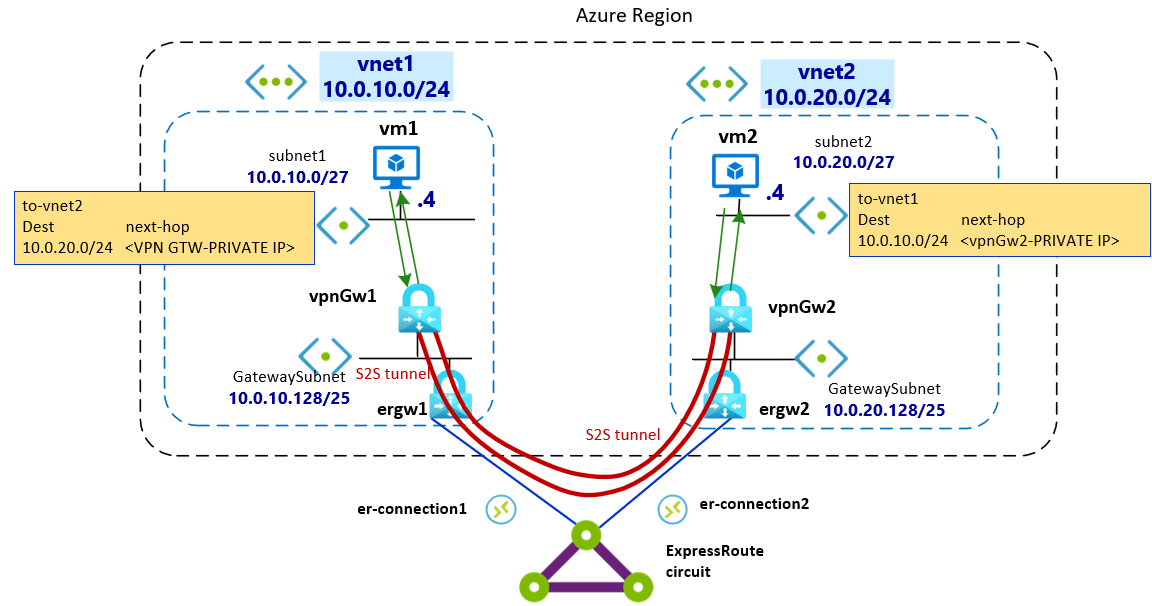 Azure Region
vnet1
10.0.10.0/24
vnet2
10.0.20.0/24
vm1
subnet1
10.0.10.0/27
.4
to-vnet2
Dest next-hop
10.0.20.0/24 <VPN GTW-PRIVATE IP>
vm2
subnet2
10.0.20.0/27
.4
to-vnet1
Dest next-hop
10.0.10.0/24 <vpnGw2-PRIVATE IP>
vpnGw1
vpnGw2
S2S tunnel
GatewaySubnet
10.0.10.128/25
ergw1
ergw2
GatewaySubnet
10.0.20.128/25
S2S tunnel
er-connection1
er-connection2
ExpressRoute
circuit